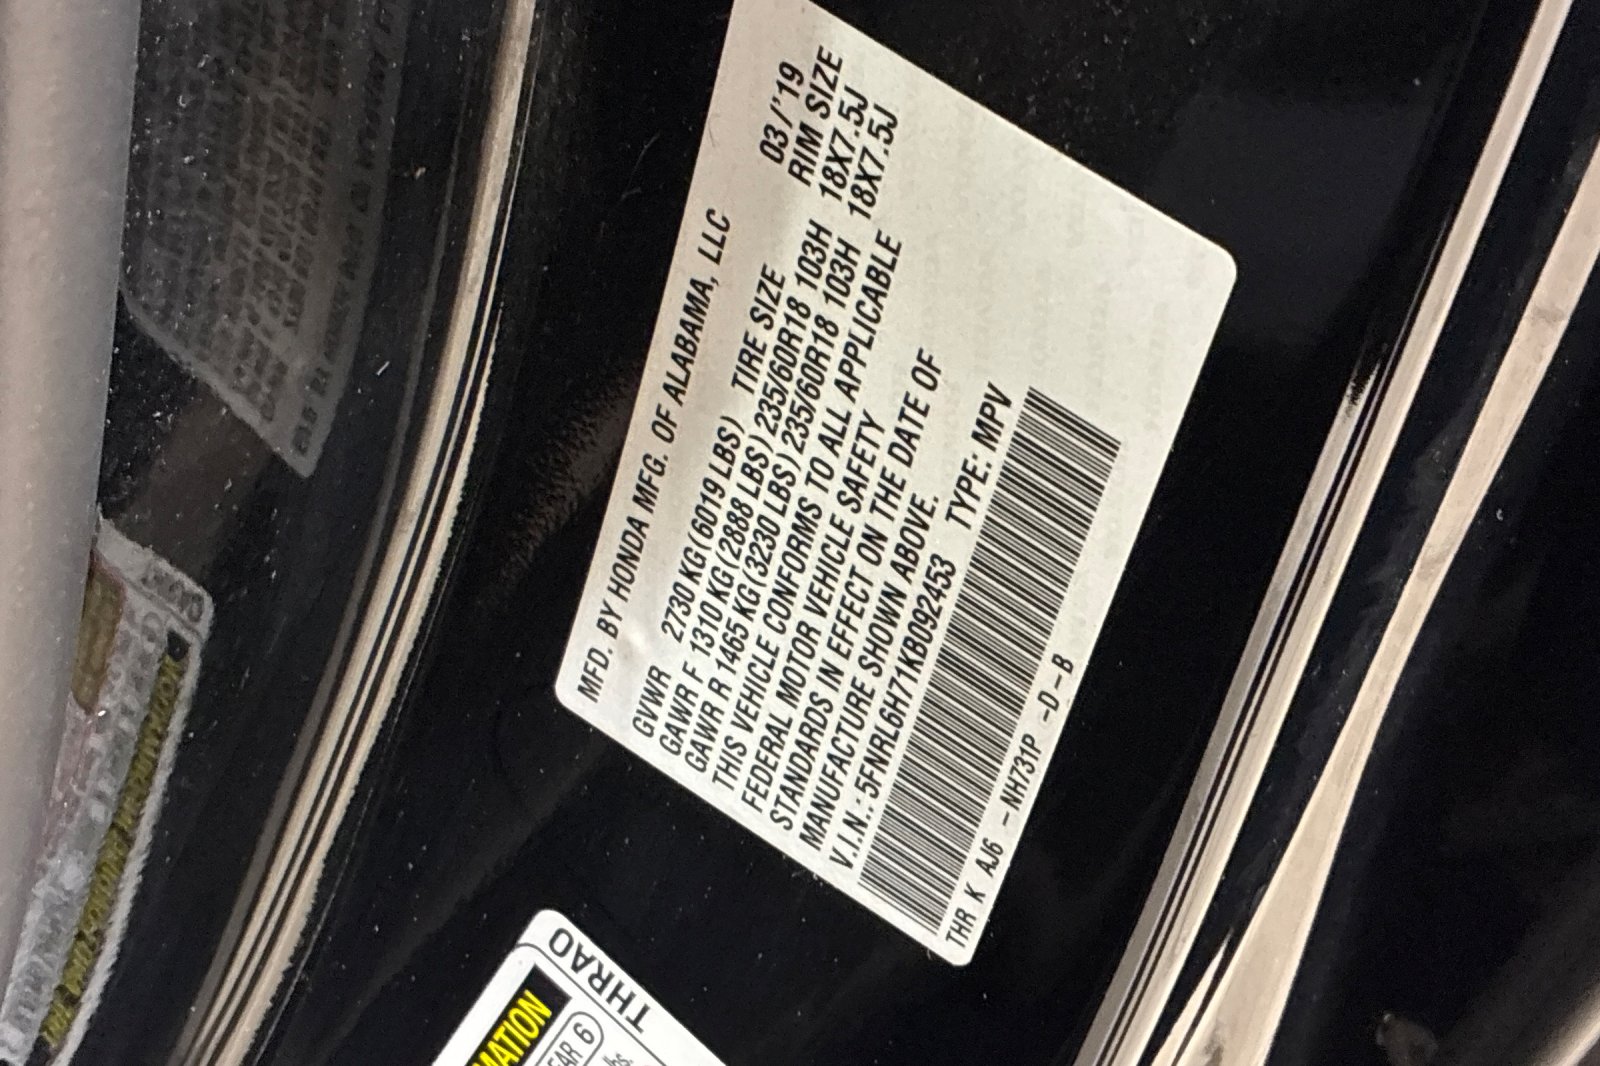 MFD. BY HONDA MFG. OF ALABAMA, LLC 03/'19
GVWR 2730 KG(6019 LBS) TIRE SIZE RIM SIZE
GAWR F 1310 KG(2888 LBS) 235/60R18 103H 18X7.5J
GAWR R 1465 KG(3230 LBS) 235/60R18 103H 18X7.5J
THIS VEHICLE CONFORMS TO ALL APPLICABLE
FEDERAL MOTOR VEHICLE SAFETY
STANDARDS IN EFFECT ON THE DATE OF
MANUFACTURE SHOWN ABOVE.
V.I.N.: 5FNRL6H71KB092453 TYPE: MPV
THR K AJ6 -NH731P -D-B
THRAO
6
lbs.